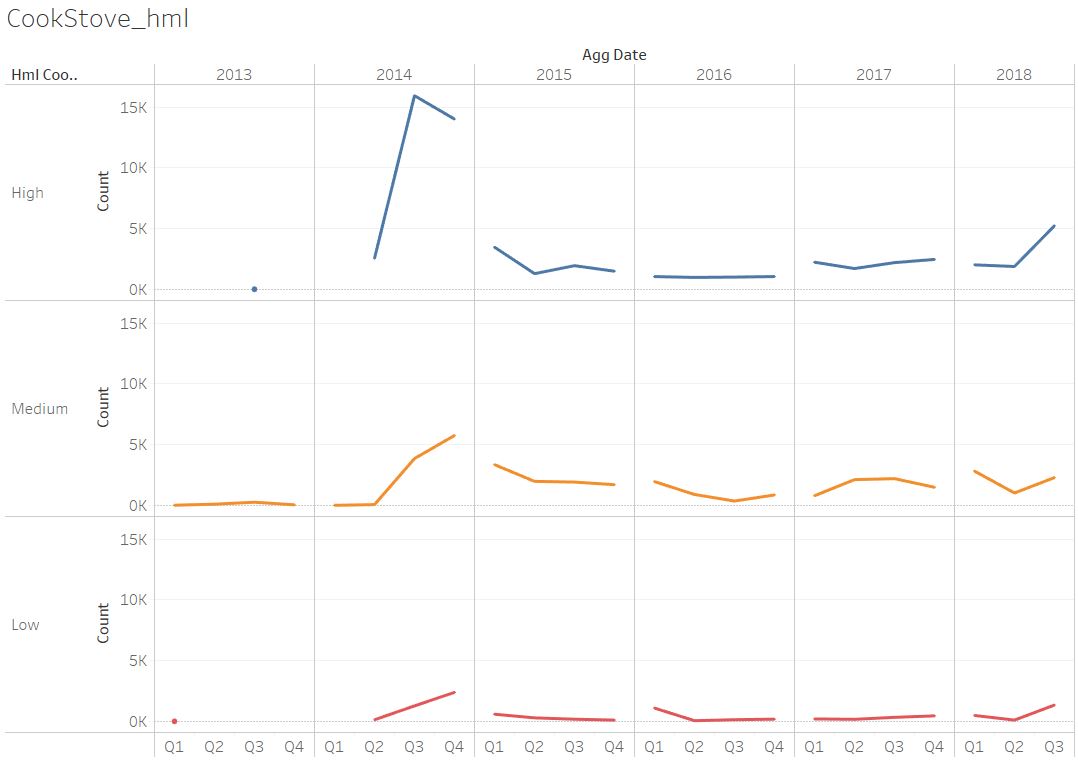 CookStove_hml
Agg Date
Hml Coo.. 2013 2014 2015 2016 2017 2018
15K
10K
5K
0K
High
Count
15K
10K
5K
0K
Medium
Count
15K
10K
5K
0K
Low
Count
Q1 Q2 Q3 Q4 Q1 Q2 Q3 Q4 Q1 Q2 Q3 Q4 Q1 Q2 Q3 Q4 Q1 Q2 Q3 Q4 Q1 Q2 Q3